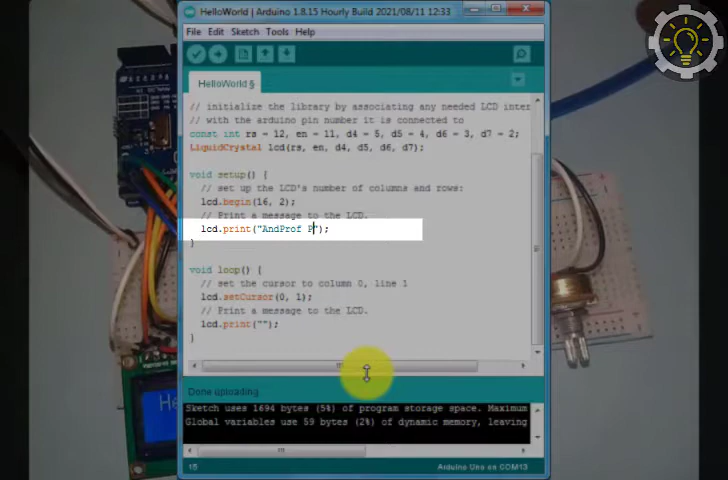 HelloWorld | Arduino 1.8.15 Hourly Build 2021/08/11 12:33
File Edit Sketch Tools Help
HelloWorld §
// initialize the library by associating any needed LCD inter
// with the arduino pin number it is connected to
const int rs = 12, en = 11, d4 = 5, d5 = 4, d6 = 3, d7 = 2;
LiquidCrystal lcd(rs, en, d4, d5, d6, d7);
void setup() {
// set up the LCD's number of columns and rows:
lcd.begin(16, 2);
// Print a message to the LCD.
lcd.print("AndProf P");
}
void loop() {
// set the cursor to column 0, line 1
lcd.setCursor(0, 1);
// Print a message to the LCD.
lcd.print("");
}
Done uploading
Sketch uses 1694 bytes (5%) of program storage space. Maximum
Global variables use 59 bytes (2%) of dynamic memory, leaving
15
Arduino Uno on COM13